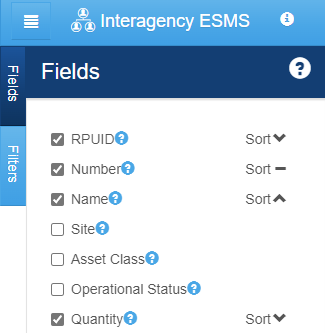 Interagency ESMS
Fields
Fields
Filters
RPUID Sort
Number Sort
Name Sort
Site
Asset Class
Operational Status
Quantity Sort